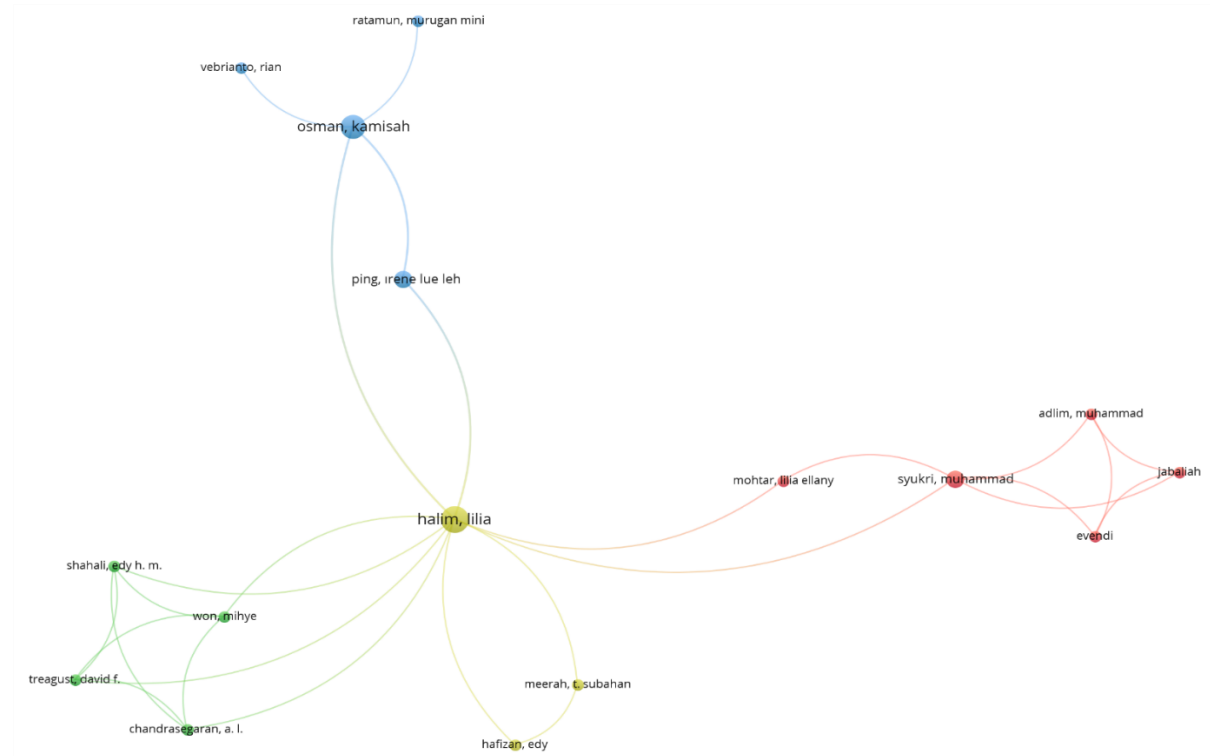 ratamun, murugan mini
vebrianto, rian
osman, kamisah
ping, ırene lue leh
adlim, muhammad
jabaliah
mohtar, lilia ellany
syukri, muhammad
halim, lilia
evendi
shahali, edy h. m.
won, mihye
treagust, david f.
meerah, t. subahan
chandrasegaran, a. l.
hafizan, edy